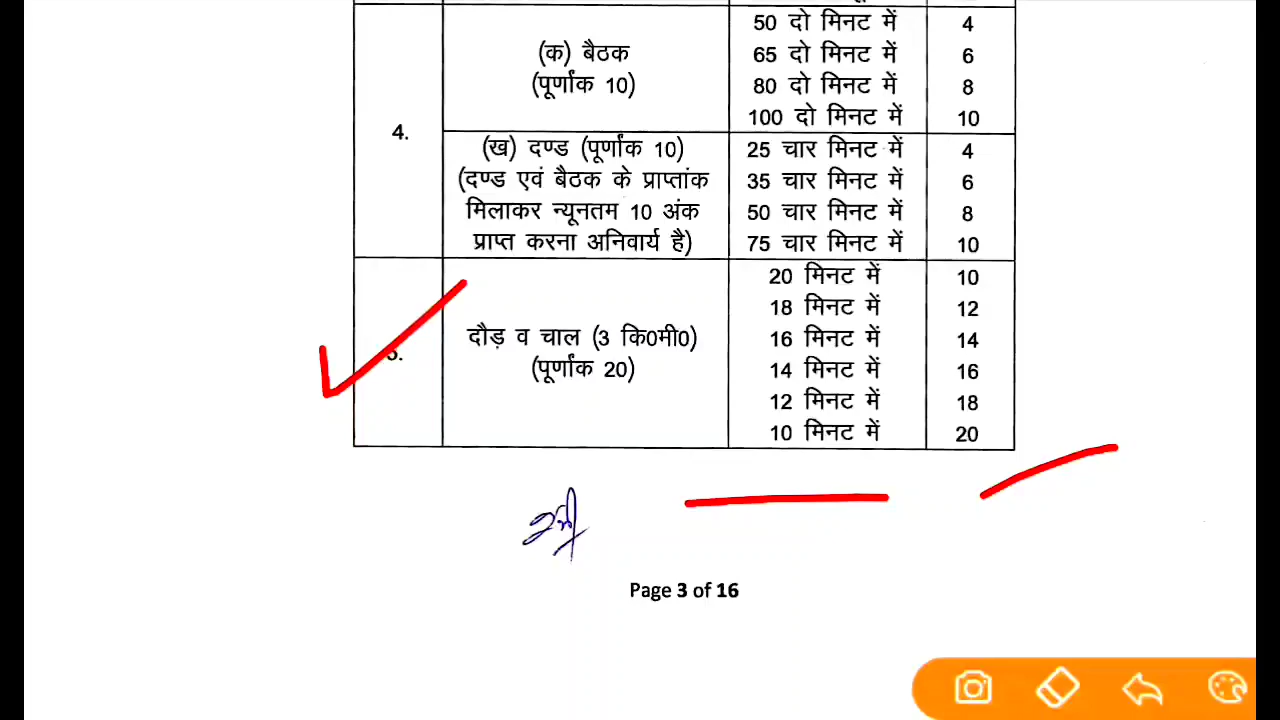 4.
(क) बैठक
(पूर्णांक 10)
50 दो मिनट में 4
65 दो मिनट में 6
80 दो मिनट में 8
100 दो मिनट में 10
(ख) दण्ड (पूर्णांक 10)
(दण्ड एवं बैठक के प्राप्तांक
मिलाकर न्यूनतम 10 अंक
प्राप्त करना अनिवार्य है)
25 चार मिनट में 4
35 चार मिनट में 6
50 चार मिनट में 8
75 चार मिनट में 10
5.
दौड़ व चाल (3 कि0मी0)
(पूर्णांक 20)
20 मिनट में 10
18 मिनट में 12
16 मिनट में 14
14 मिनट में 16
12 मिनट में 18
10 मिनट में 20
Page 3 of 16